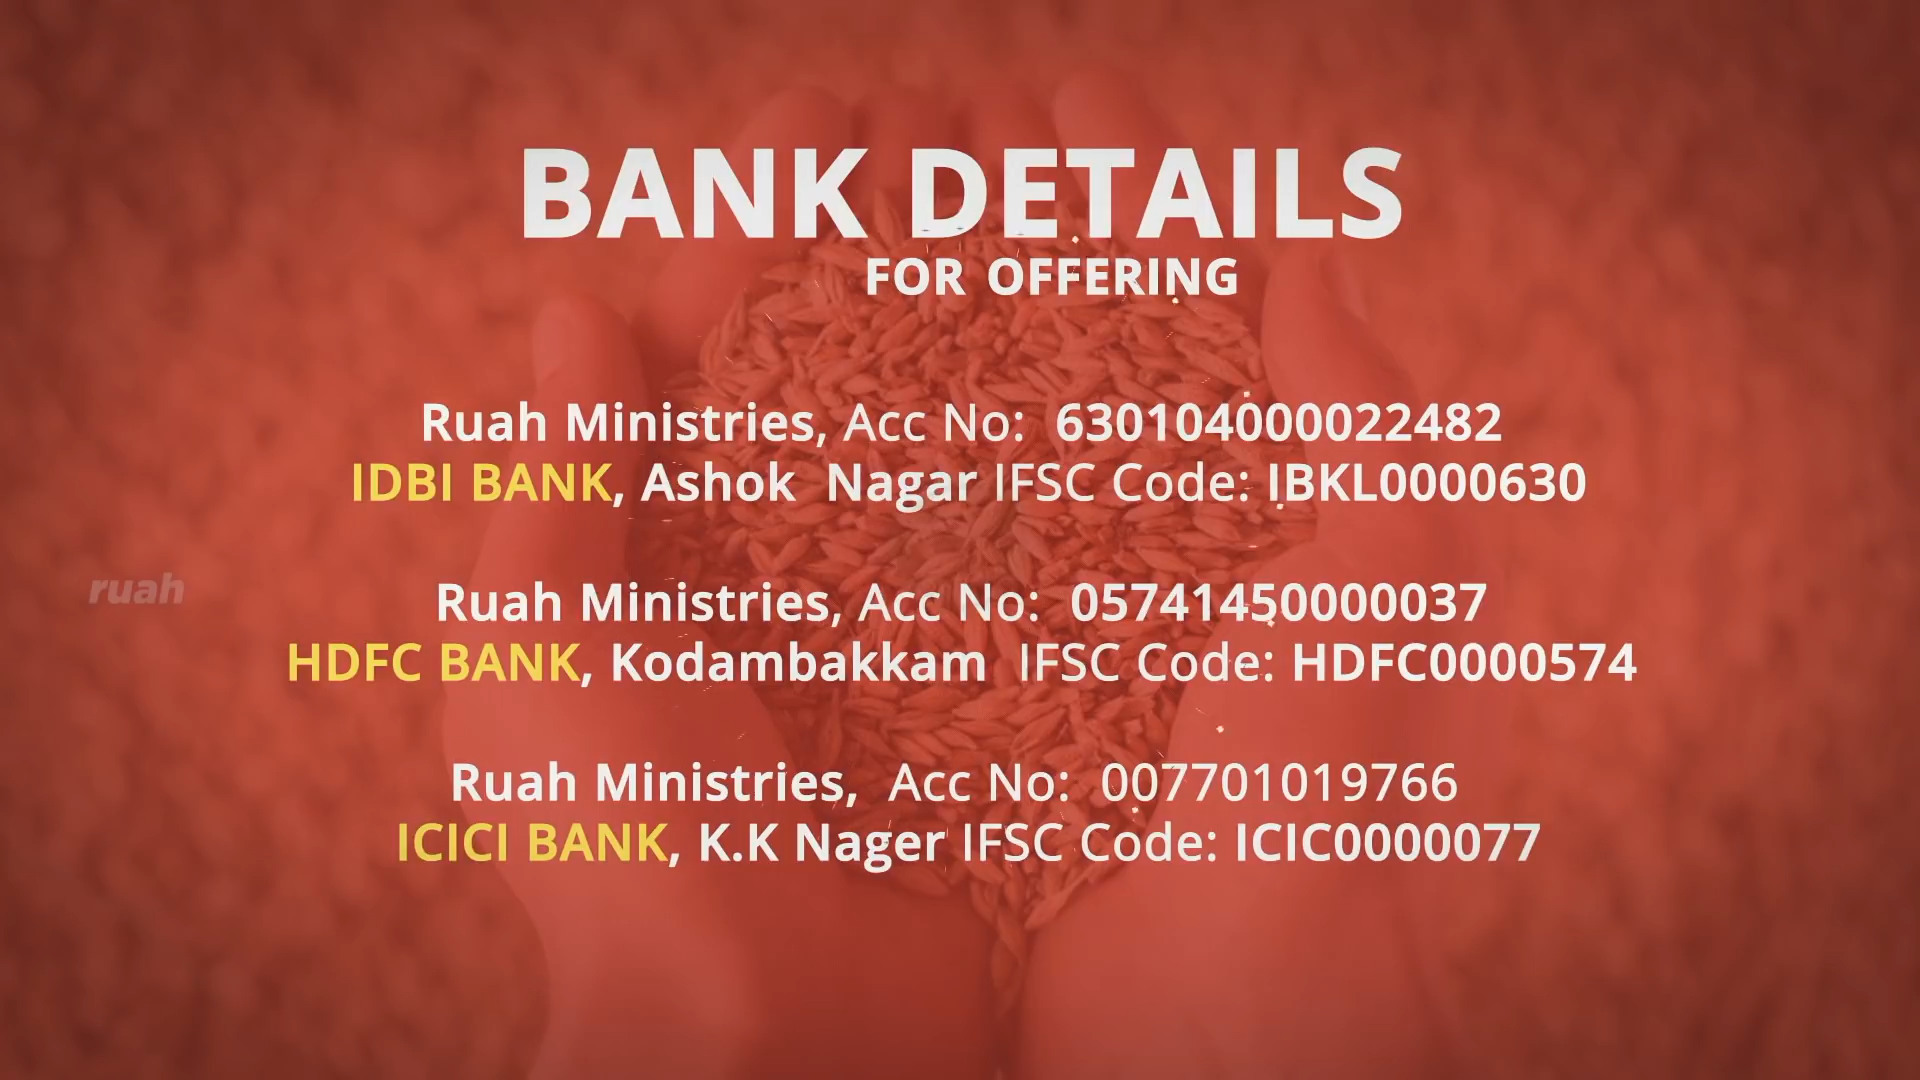 BANK DETAILS
FOR OFFERING
Ruah Ministries, Acc No: 630104000022482
IDBI BANK, Ashok Nagar IFSC Code: IBKL0000630
ruah
Ruah Ministries, Acc No: 05741450000037
HDFC BANK, Kodambakkam IFSC Code: HDFC0000574
Ruah Ministries, Acc No: 007701019766
ICICI BANK, K.K Nager IFSC Code: ICIC0000077